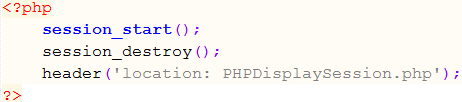 <?php
session_start();
session_destroy();
header('location: PHPDisplaySession.php');
?>